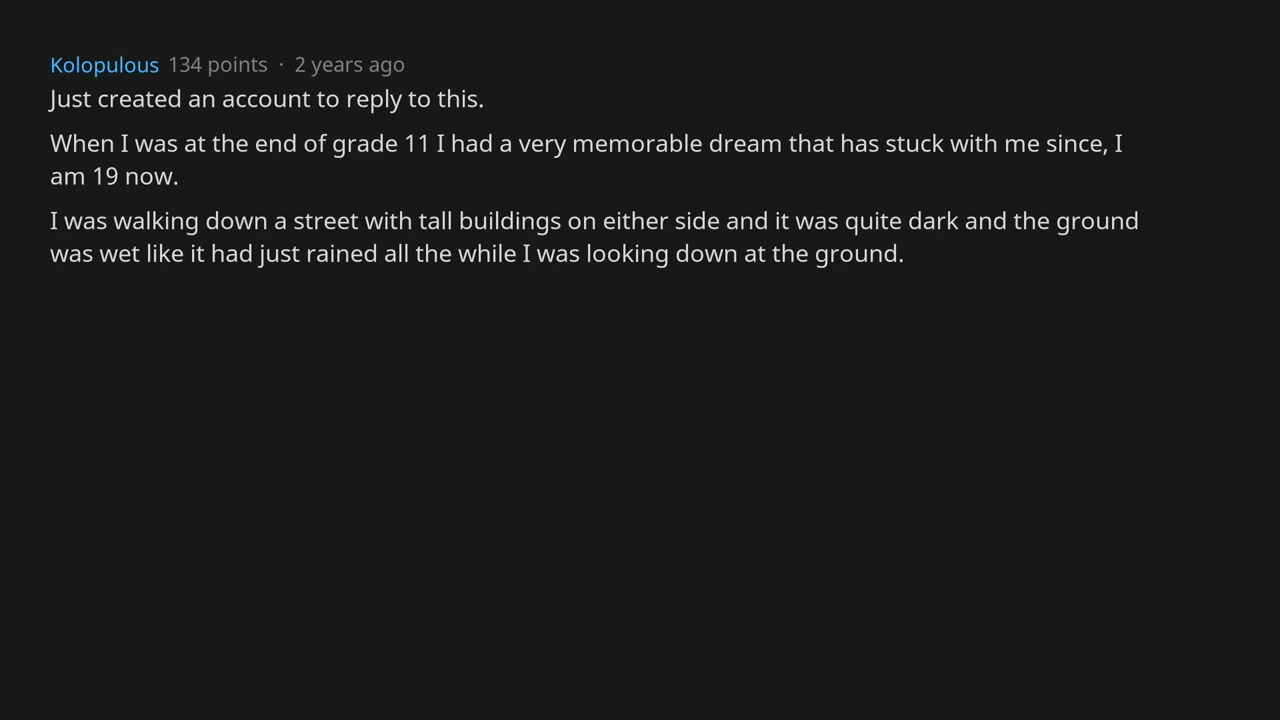 Kolopulous 134 points · 2 years ago
Just created an account to reply to this.
When I was at the end of grade 11 I had a very memorable dream that has stuck with me since, I
am 19 now.
I was walking down a street with tall buildings on either side and it was quite dark and the ground
was wet like it had just rained all the while I was looking down at the ground.